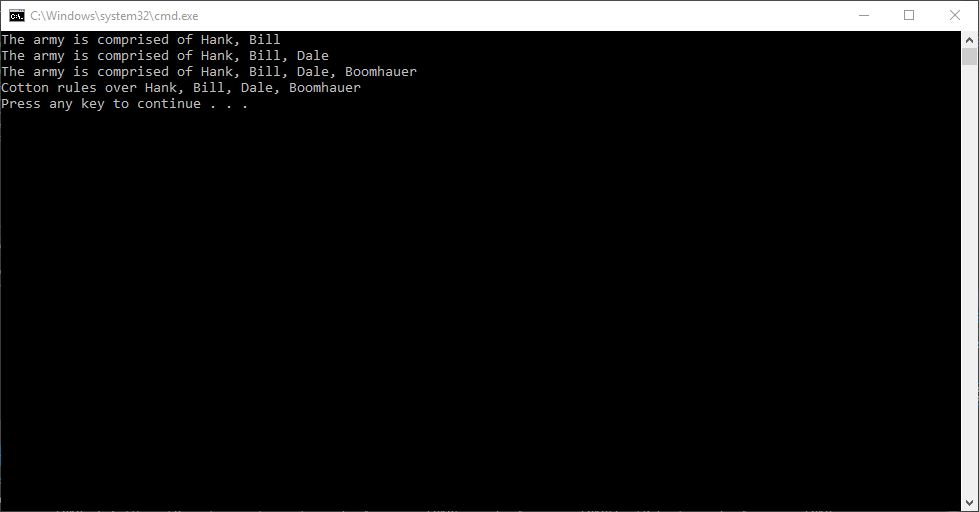 C:\Windows\system32\cmd.exe
The army is comprised of Hank, Bill
The army is comprised of Hank, Bill, Dale
The army is comprised of Hank, Bill, Dale, Boomhauer
Cotton rules over Hank, Bill, Dale, Boomhauer
Press any key to continue . . .